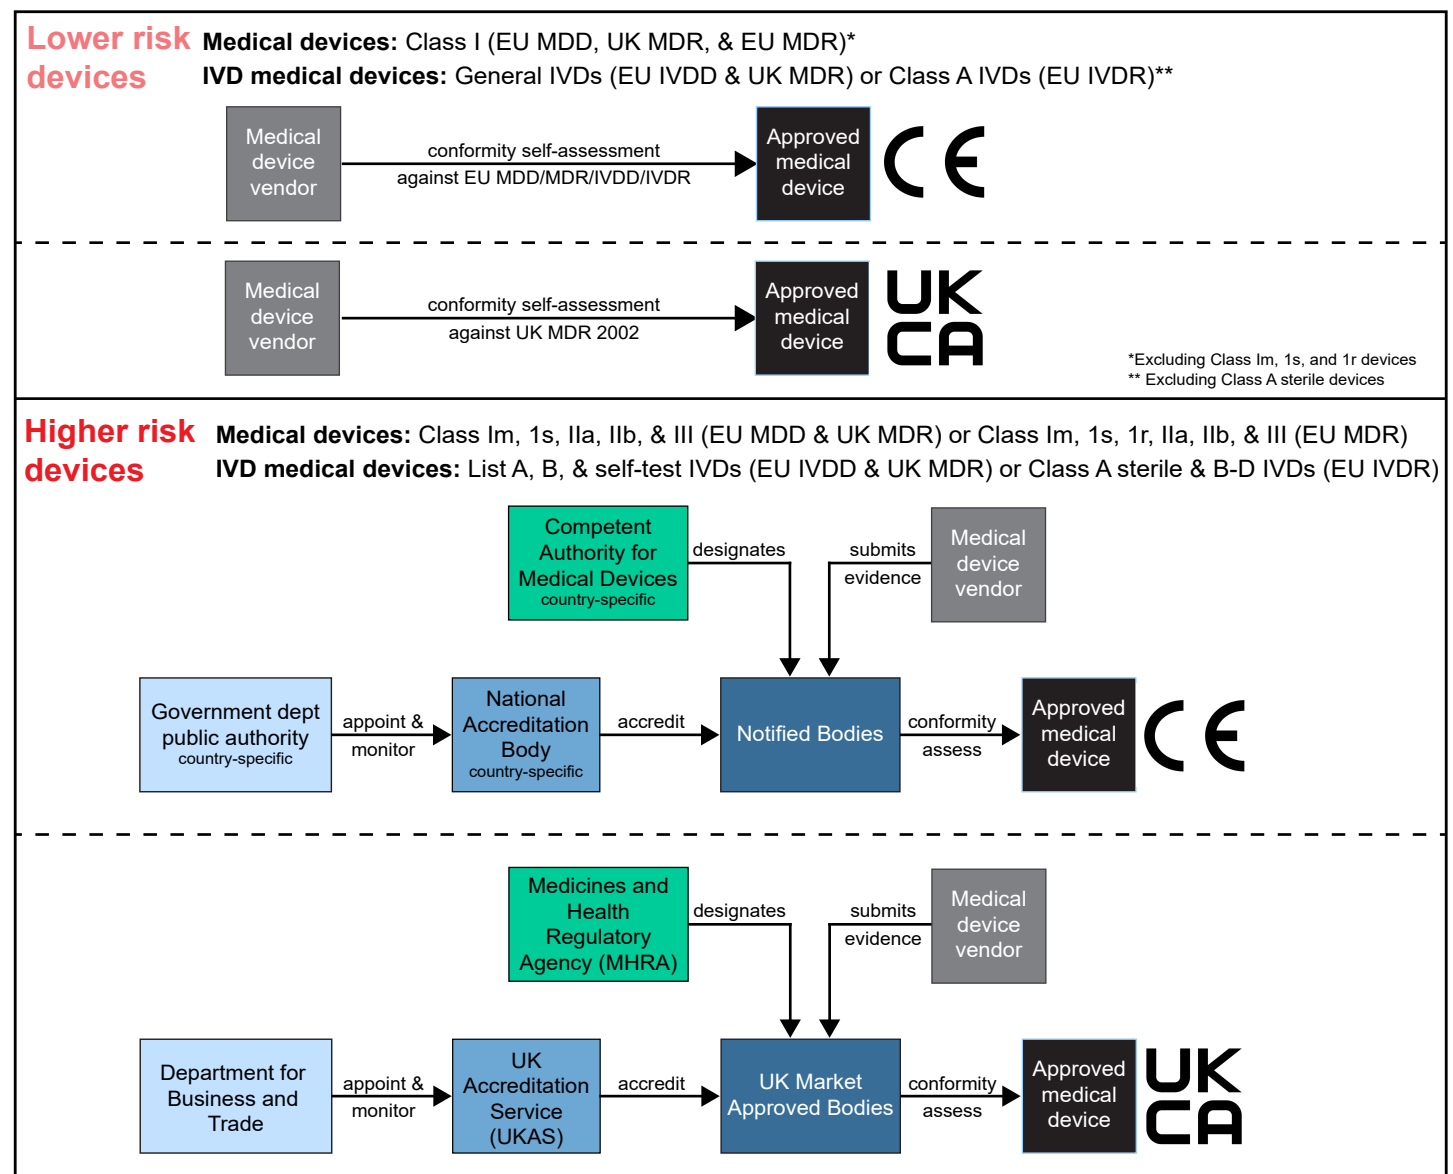 Lower risk devices
Medical devices: Class I (EU MDD, UK MDR, & EU MDR)*
IVD medical devices: General IVDs (EU IVDD & UK MDR) or Class A IVDs (EU IVDR)**
Medical
device
vendor
conformity self-assessment
against EU MDD/MDR/IVDD/IVDR
Approved
medical
device
CE
Medical
device
vendor
conformity self-assessment
against UK MDR 2002
Approved
medical
device
UK
CA
*Excluding Class Im, 1s, and 1r devices
** Excluding Class A sterile devices
Higher risk devices
Medical devices: Class Im, 1s, IIa, IIb, & III (EU MDD & UK MDR) or Class Im, 1s, 1r, IIa, IIb, & III (EU MDR)
IVD medical devices: List A, B, & self-test IVDs (EU IVDD & UK MDR) or Class A sterile & B-D IVDs (EU IVDR)
Competent
Authority for
Medical Devices
country-specific
designates
submits
evidence
Medical
device
vendor
Government dept
public authority
country-specific
appoint &
monitor
National
Accreditation
Body
country-specific
accredit
Notified Bodies
conformity
assess
Approved
medical
device
CE
Medicines and
Health
Regulatory
Agency (MHRA)
designates
submits
evidence
Medical
device
vendor
Department for
Business and
Trade
appoint &
monitor
UK
Accreditation
Service
(UKAS)
accredit
UK Market
Approved Bodies
conformity
assess
Approved
medical
device
UK
CA